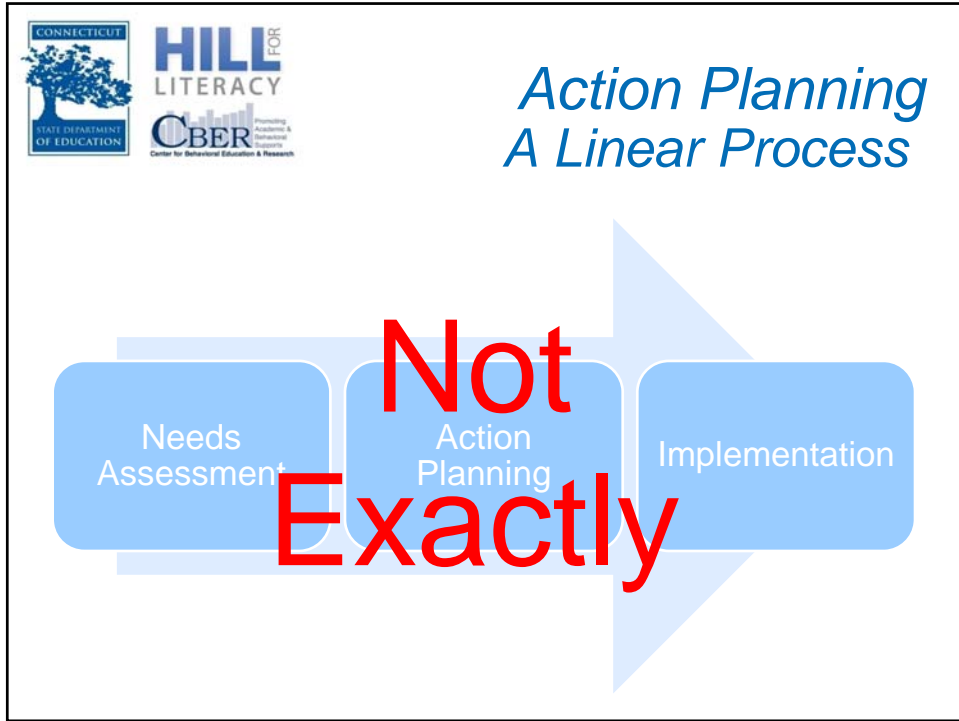 CONNECTICUT
STATE DEPARTMENT
OF EDUCATION
HILL FOR
LITERACY
CBER
Promoting
Academic &
Behavioral
Supports
Center for Behavioral Education & Research
Action Planning
A Linear Process
Needs
Assessment
Action
Planning
Implementation
Not
Exactly